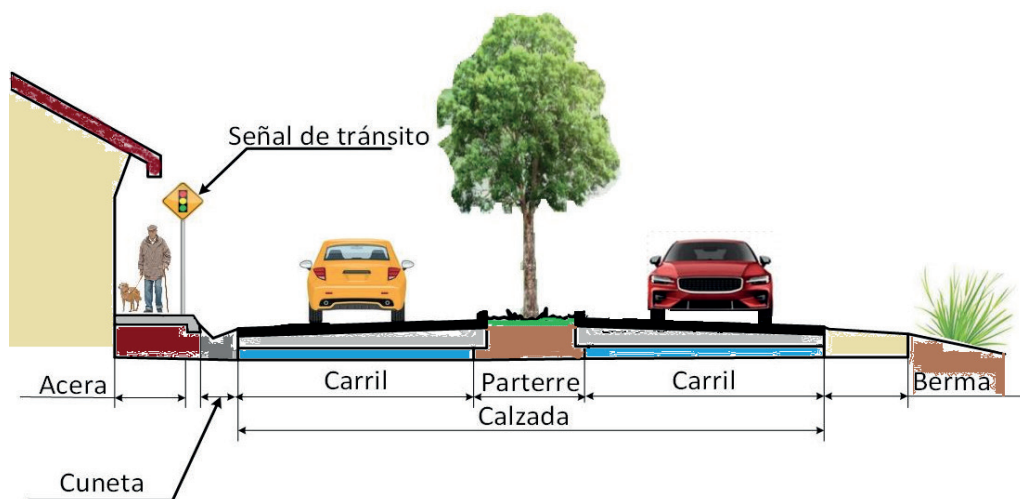 Señal de tránsito
Acera
Carril
Parterre
Carril
Berma
Calzada
Cuneta